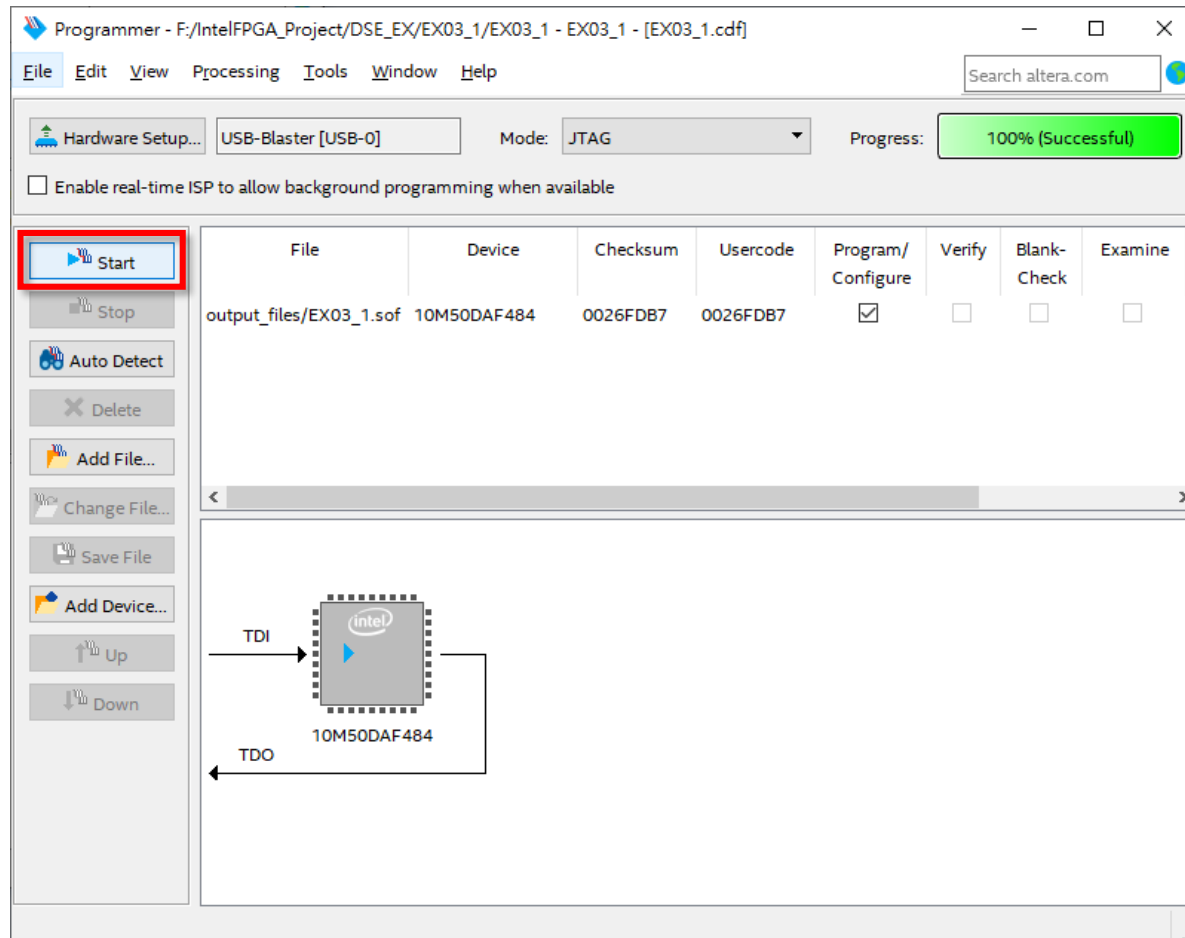 Programmer - F:/IntelFPGA_Project/DSE_EX/EX03_1/EX03_1 - EX03_1 - [EX03_1.cdf]
File Edit View Processing Tools Window Help
Search altera.com
Hardware Setup... USB-Blaster [USB-0] Mode: JTAG Progress: 100% (Successful)
Enable real-time ISP to allow background programming when available
Start
Stop
Auto Detect
Delete
Add File...
Change File...
Save File
Add Device...
Up
Down
File Device Checksum Usercode Program/ Verify Blank- Examine
Configure Check
output_files/EX03_1.sof 10M50DAF484 0026FDB7 0026FDB7
intel
TDI
10M50DAF484
TDO